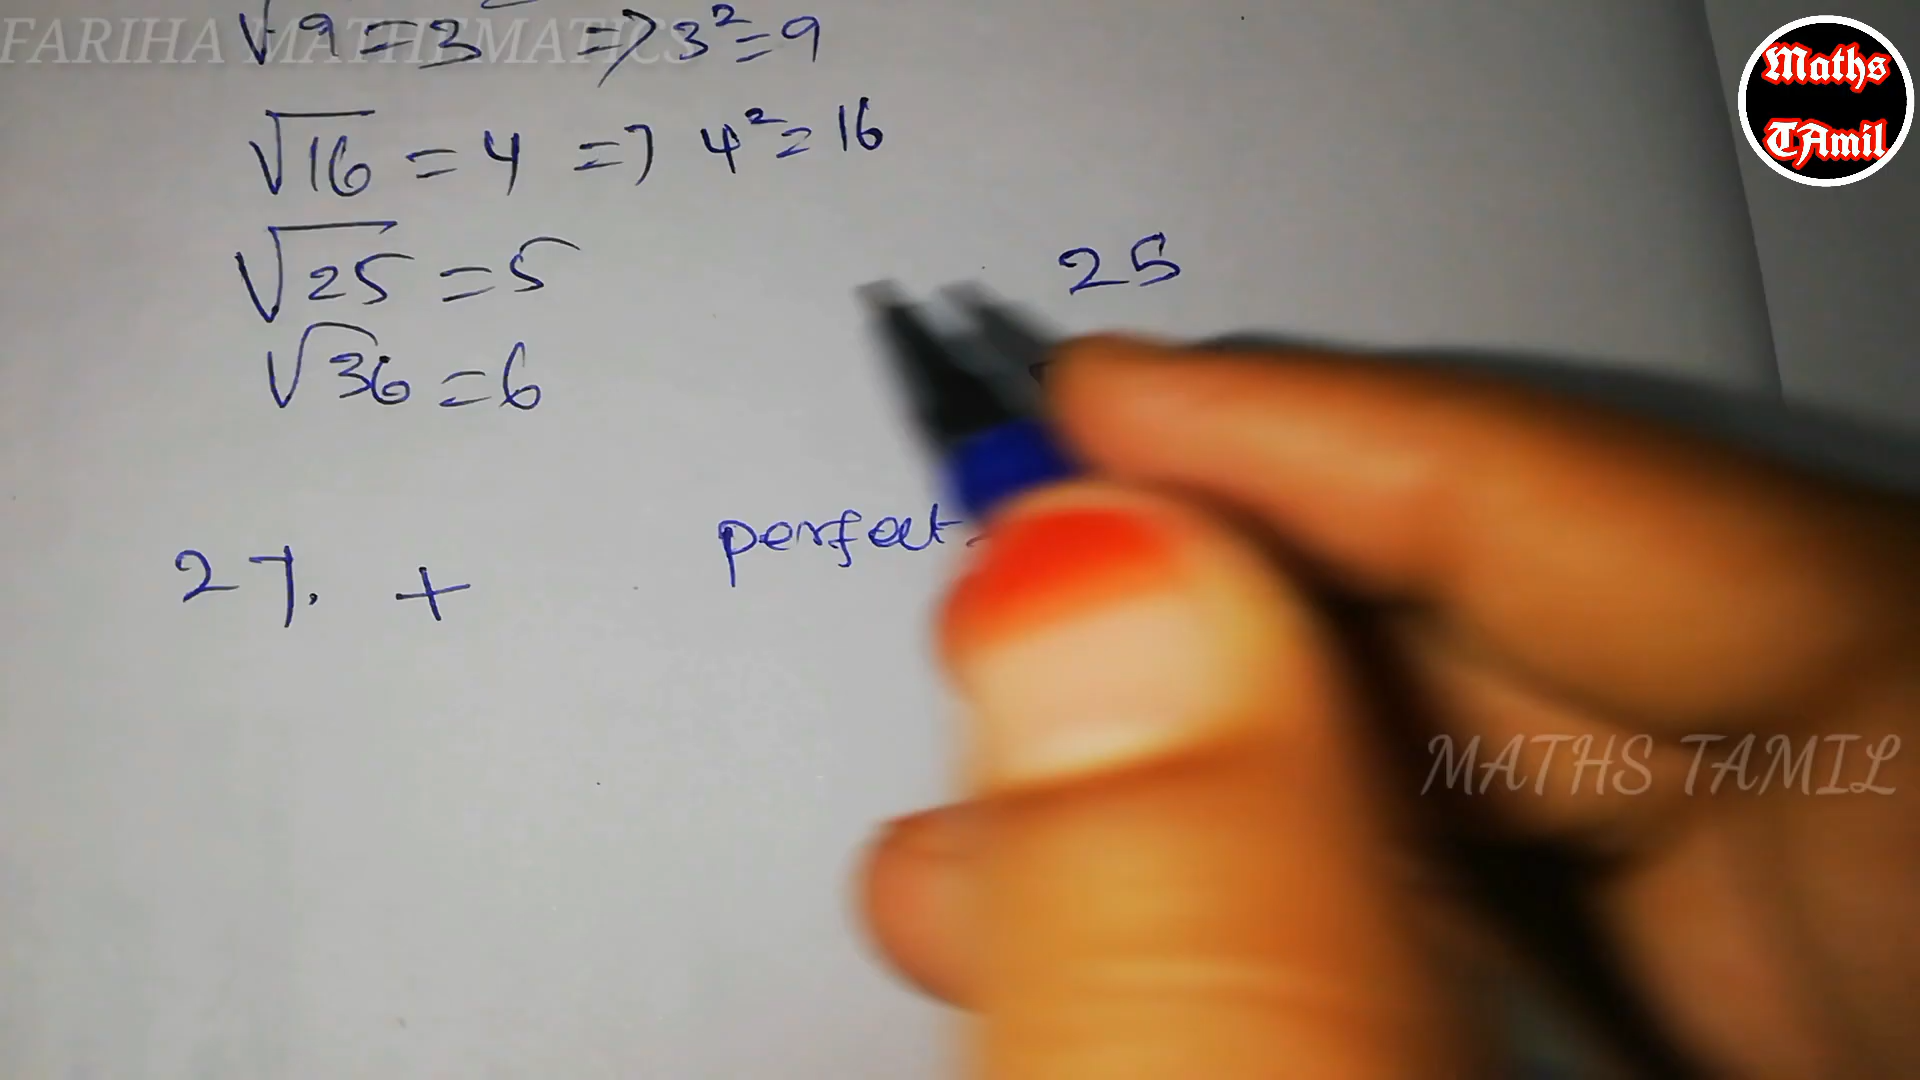 FARIHA MATHEMATICS
√9 = 3 => 3² = 9
√16 = 4 => 4² = 16
√25 = 5
25
√36 = 6
perfect
27. +
Maths
TAmil
MATHS TAMIL